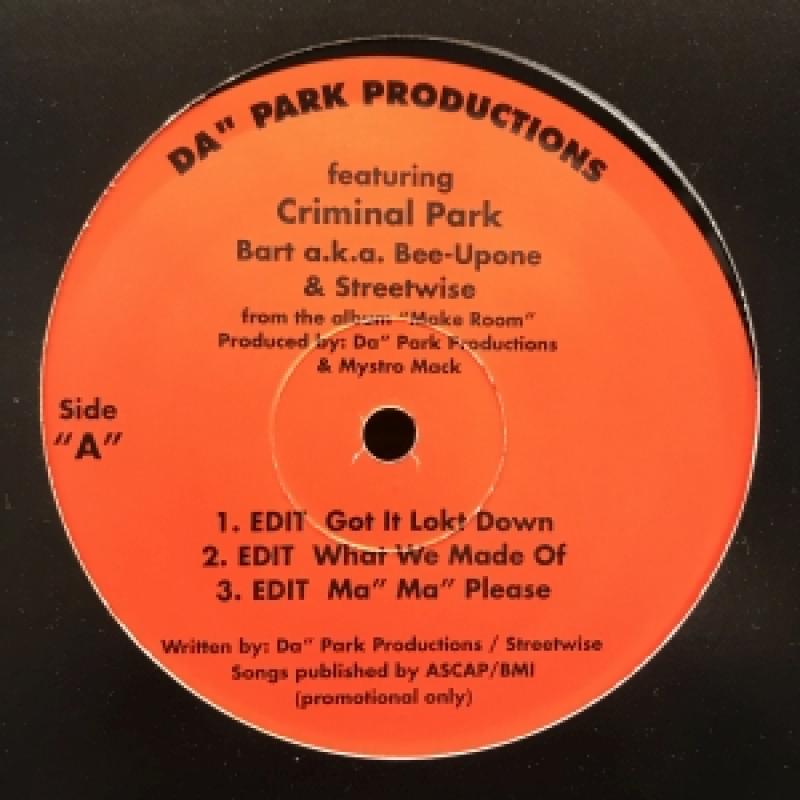 DA" PARK PRODUCTIONS
featuring
Criminal Park
Bart a.k.a. Bee-Upone
& Streetwise
from the album "Make Room"
Produced by: Da" Park Productions
& Mystro Mack
Side
"A"
1. EDIT Got It Lokt Down
2. EDIT What We Made Of
3. EDIT Ma" Ma" Please
Written by: Da" Park Productions / Streetwise
Songs published by ASCAP/BMI
(promotional only)